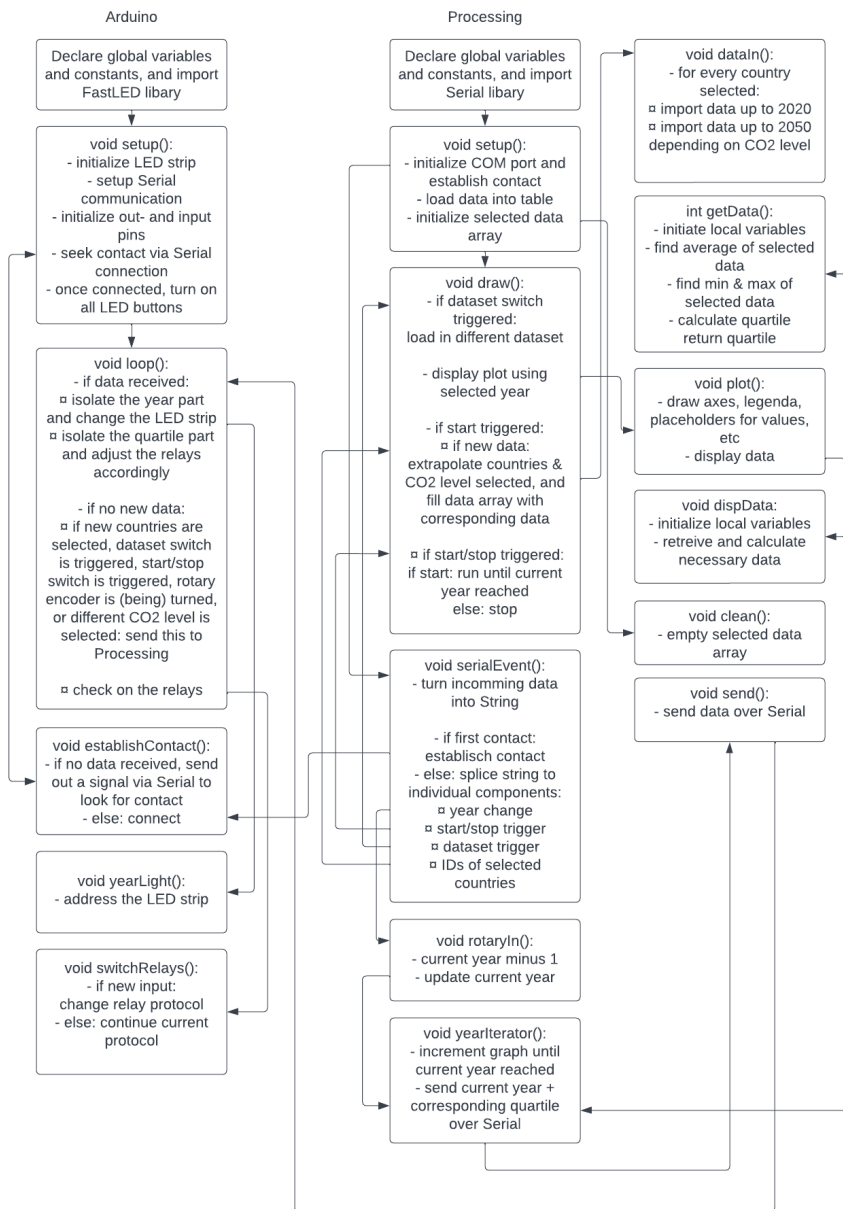 Arduino
Declare global variables
and constants, and import
FastLED libary
void setup():
- initialize LED strip
- setup Serial
communication
- initialize out- and input
pins
- seek contact via Serial
connection
- once connected, turn on
all LED buttons
void loop():
- if data received:
¤ isolate the year part
and change the LED strip
¤ isolate the quartile part
and adjust the relays
accordingly
- if no new data:
¤ if new countries are
selected, dataset switch
is triggered, start/stop
switch is triggered, rotary
encoder is (being) turned,
or different CO2 level is
selected: send this to
Processing
¤ check on the relays
void establishContact():
- if no data received, send
out a signal via Serial to
look for contact
- else: connect
void yearLight():
- address the LED strip
void switchRelays():
- if new input:
change relay protocol
- else: continue current
protocol
Processing
Declare global variables
and constants, and import
Serial libary
void setup():
- initialize COM port and
establish contact
- load data into table
- initialize selected data
array
void draw():
- if dataset switch
triggered:
load in different dataset
- display plot using
selected year
- if start triggered:
¤ if new data:
extrapolate countries &
CO2 level selected, and
fill data array with
corresponding data
¤ if start/stop triggered:
if start: run until current
year reached
else: stop
void serialEvent():
- turn incomming data
into String
- if first contact:
establisch contact
- else: splice string to
individual components:
¤ year change
¤ start/stop trigger
¤ dataset trigger
¤ IDs of selected
countries
void rotaryIn():
- current year minus 1
- update current year
void yearIterator():
- increment graph until
current year reached
- send current year +
corresponding quartile
over Serial
void dataIn():
- for every country
selected:
¤ import data up to 2020
¤ import data up to 2050
depending on CO2 level
int getData():
- initiate local variables
- find average of selected
data
- find min & max of
selected data
- calculate quartile
return quartile
void plot():
- draw axes, legenda,
placeholders for values,
etc
- display data
void dispData:
- initialize local variables
- retreive and calculate
necessary data
void clean():
- empty selected data
array
void send():
- send data over Serial